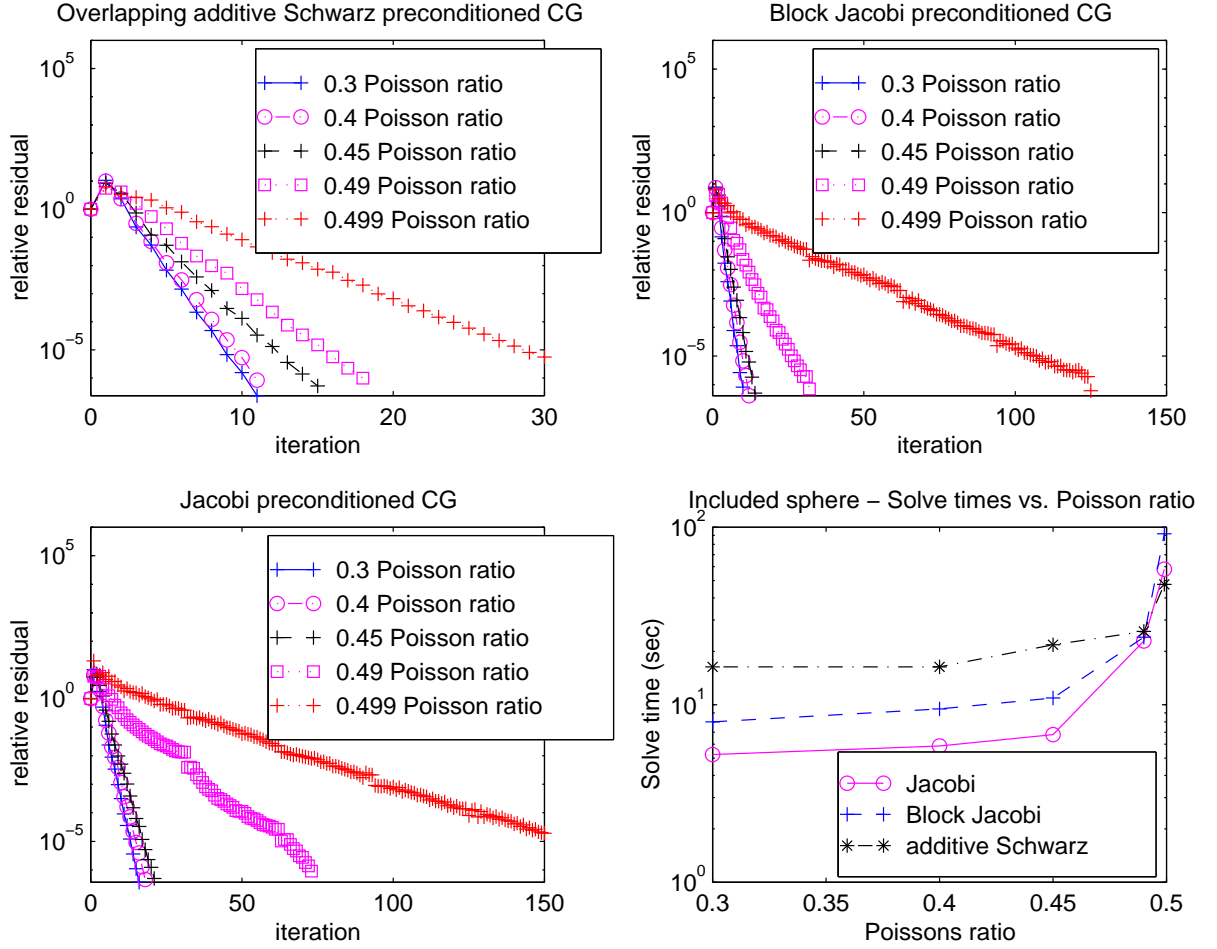 Overlapping additive Schwarz preconditioned CG
10^5
10^0
10^-5
relative residual
0.3 Poisson ratio
0.4 Poisson ratio
0.45 Poisson ratio
0.49 Poisson ratio
0.499 Poisson ratio
0 10 20 30
iteration
Block Jacobi preconditioned CG
10^5
10^0
10^-5
relative residual
0.3 Poisson ratio
0.4 Poisson ratio
0.45 Poisson ratio
0.49 Poisson ratio
0.499 Poisson ratio
0 50 100 150
iteration
Jacobi preconditioned CG
10^5
10^0
10^-5
relative residual
0.3 Poisson ratio
0.4 Poisson ratio
0.45 Poisson ratio
0.49 Poisson ratio
0.499 Poisson ratio
0 50 100 150
iteration
Included sphere − Solve times vs. Poisson ratio
10^2
10^1
10^0
Solve time (sec)
Jacobi
Block Jacobi
additive Schwarz
0.3 0.35 0.4 0.45 0.5
Poissons ratio